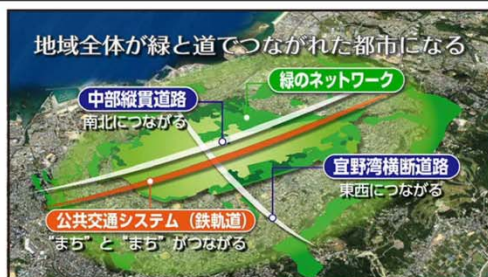 地域全体が緑と道でつながれた都市になる
緑のネットワーク
中部縦貫道路
南北につながる
宜野湾横断道路
東西につながる
公共交通システム（鉄軌道）
"まち" と "まち" がつながる